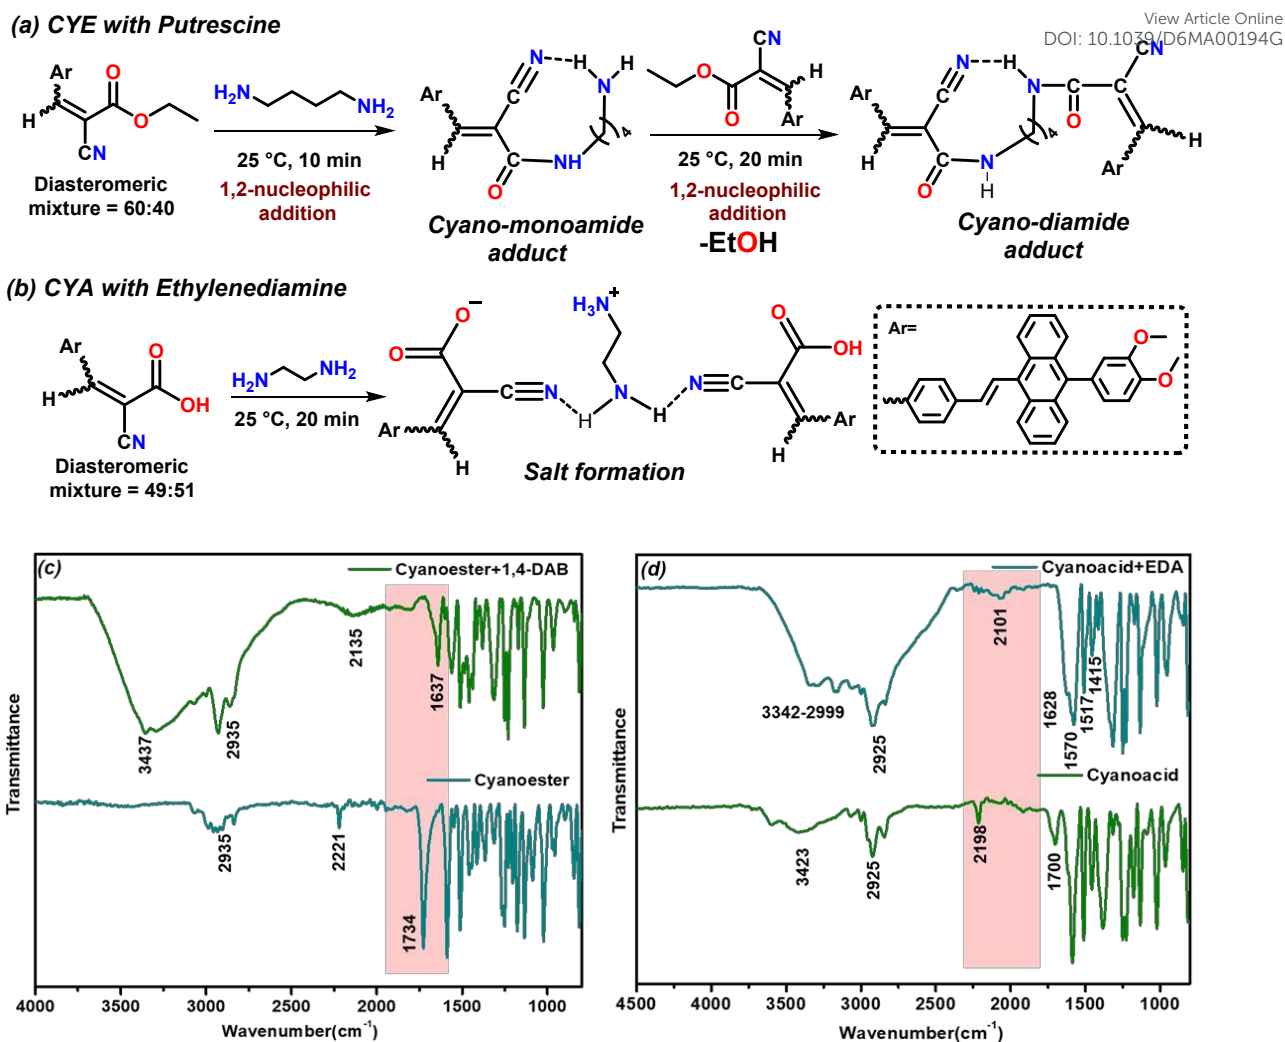 View Article Online
DOI: 10.1039/D6MA00194G
(a) CYE with Putrescine
Ar
H
O
O
CN
Diasteromeric
mixture = 60:40
H2N
NH2
25 °C, 10 min
1,2-nucleophilic
addition
Ar
H
N
H
H
N
C
O
NH
4
Cyano-monoamide
adduct
CN
O
O
H
Ar
25 °C, 20 min
1,2-nucleophilic
addition
-EtOH
Ar
H
N
H
N
C
O
N
H
4
O
CN
Ar
H
Cyano-diamide
adduct
(b) CYA with Ethylenediamine
Ar
H
O
OH
CN
Diasteromeric
mixture = 49:51
H2N
NH2
25 °C, 20 min
O−
O
C
C
N
Ar
H
H3N+
H
N
H
N
C
C
O
OH
Ar
H
Salt formation
Ar=
O
O
(c)
Cyanoester+1,4-DAB
3437
2935
2135
1637
Cyanoester
2935
2221
1734
Transmittance
4000 3500 3000 2500 2000 1500 1000
Wavenumber(cm-1)
(d)
Cyanoacid+EDA
3342-2999
2925
2101
1628
1570
1517
1415
Cyanoacid
3423
2925
2198
1700
Transmittance
4500 4000 3500 3000 2500 2000 1500 1000
Wavenumber(cm-1)